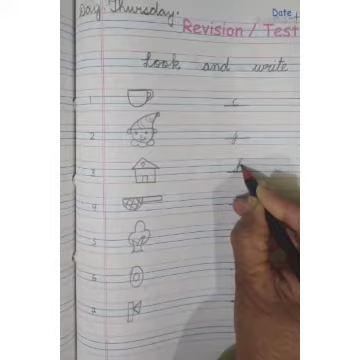 Day Thursday.
Date
Revision / Test
Look and write
1 c
2 f
3 h
4
5
6
7